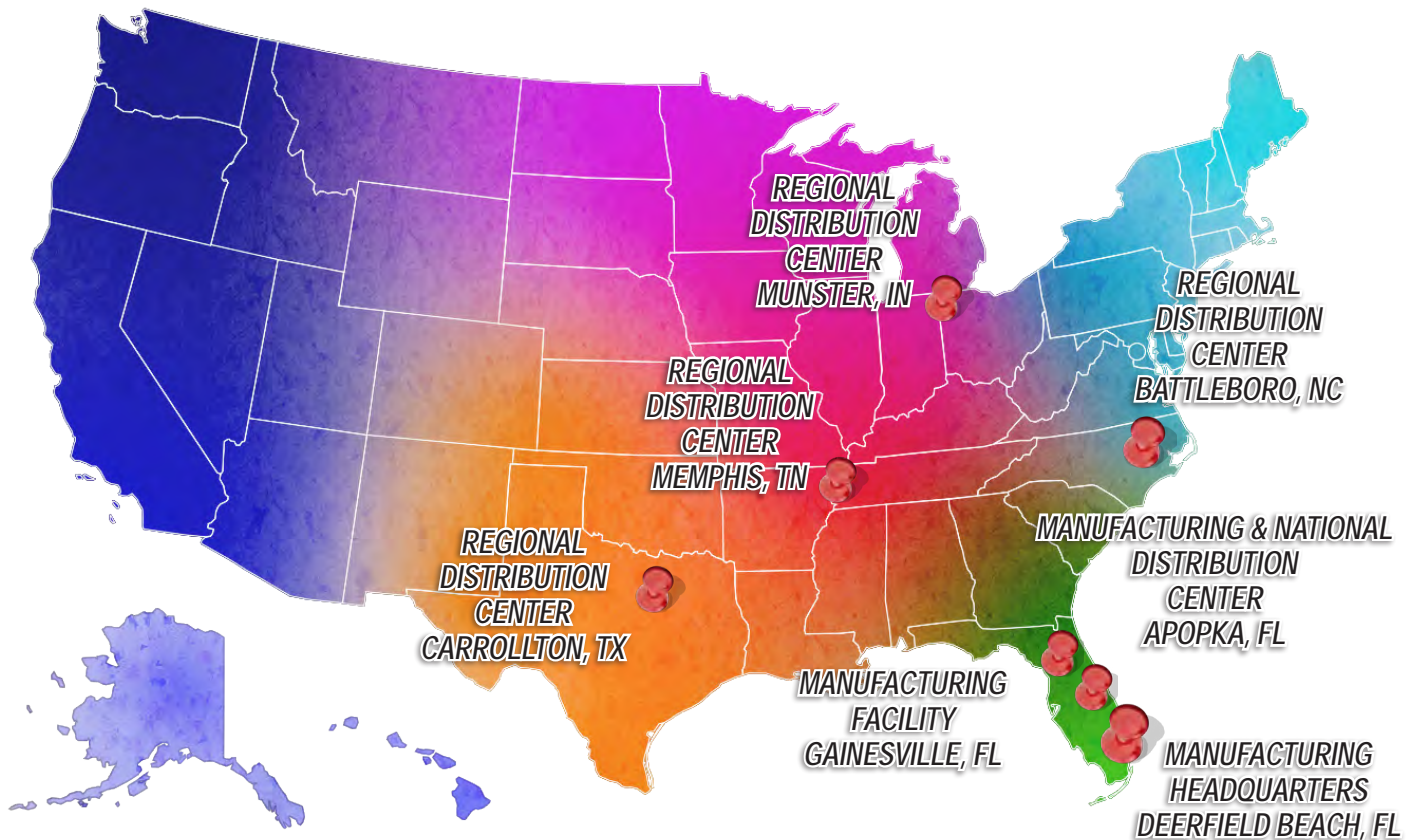 REGIONAL
DISTRIBUTION
CENTER
MUNSTER, IN
REGIONAL
DISTRIBUTION
CENTER
BATTLEBORO, NC
REGIONAL
DISTRIBUTION
CENTER
MEMPHIS, TN
MANUFACTURING & NATIONAL
DISTRIBUTION
CENTER
APOPKA, FL
REGIONAL
DISTRIBUTION
CENTER
CARROLLTON, TX
MANUFACTURING
FACILITY
GAINESVILLE, FL
MANUFACTURING
HEADQUARTERS
DEERFIELD BEACH, FL